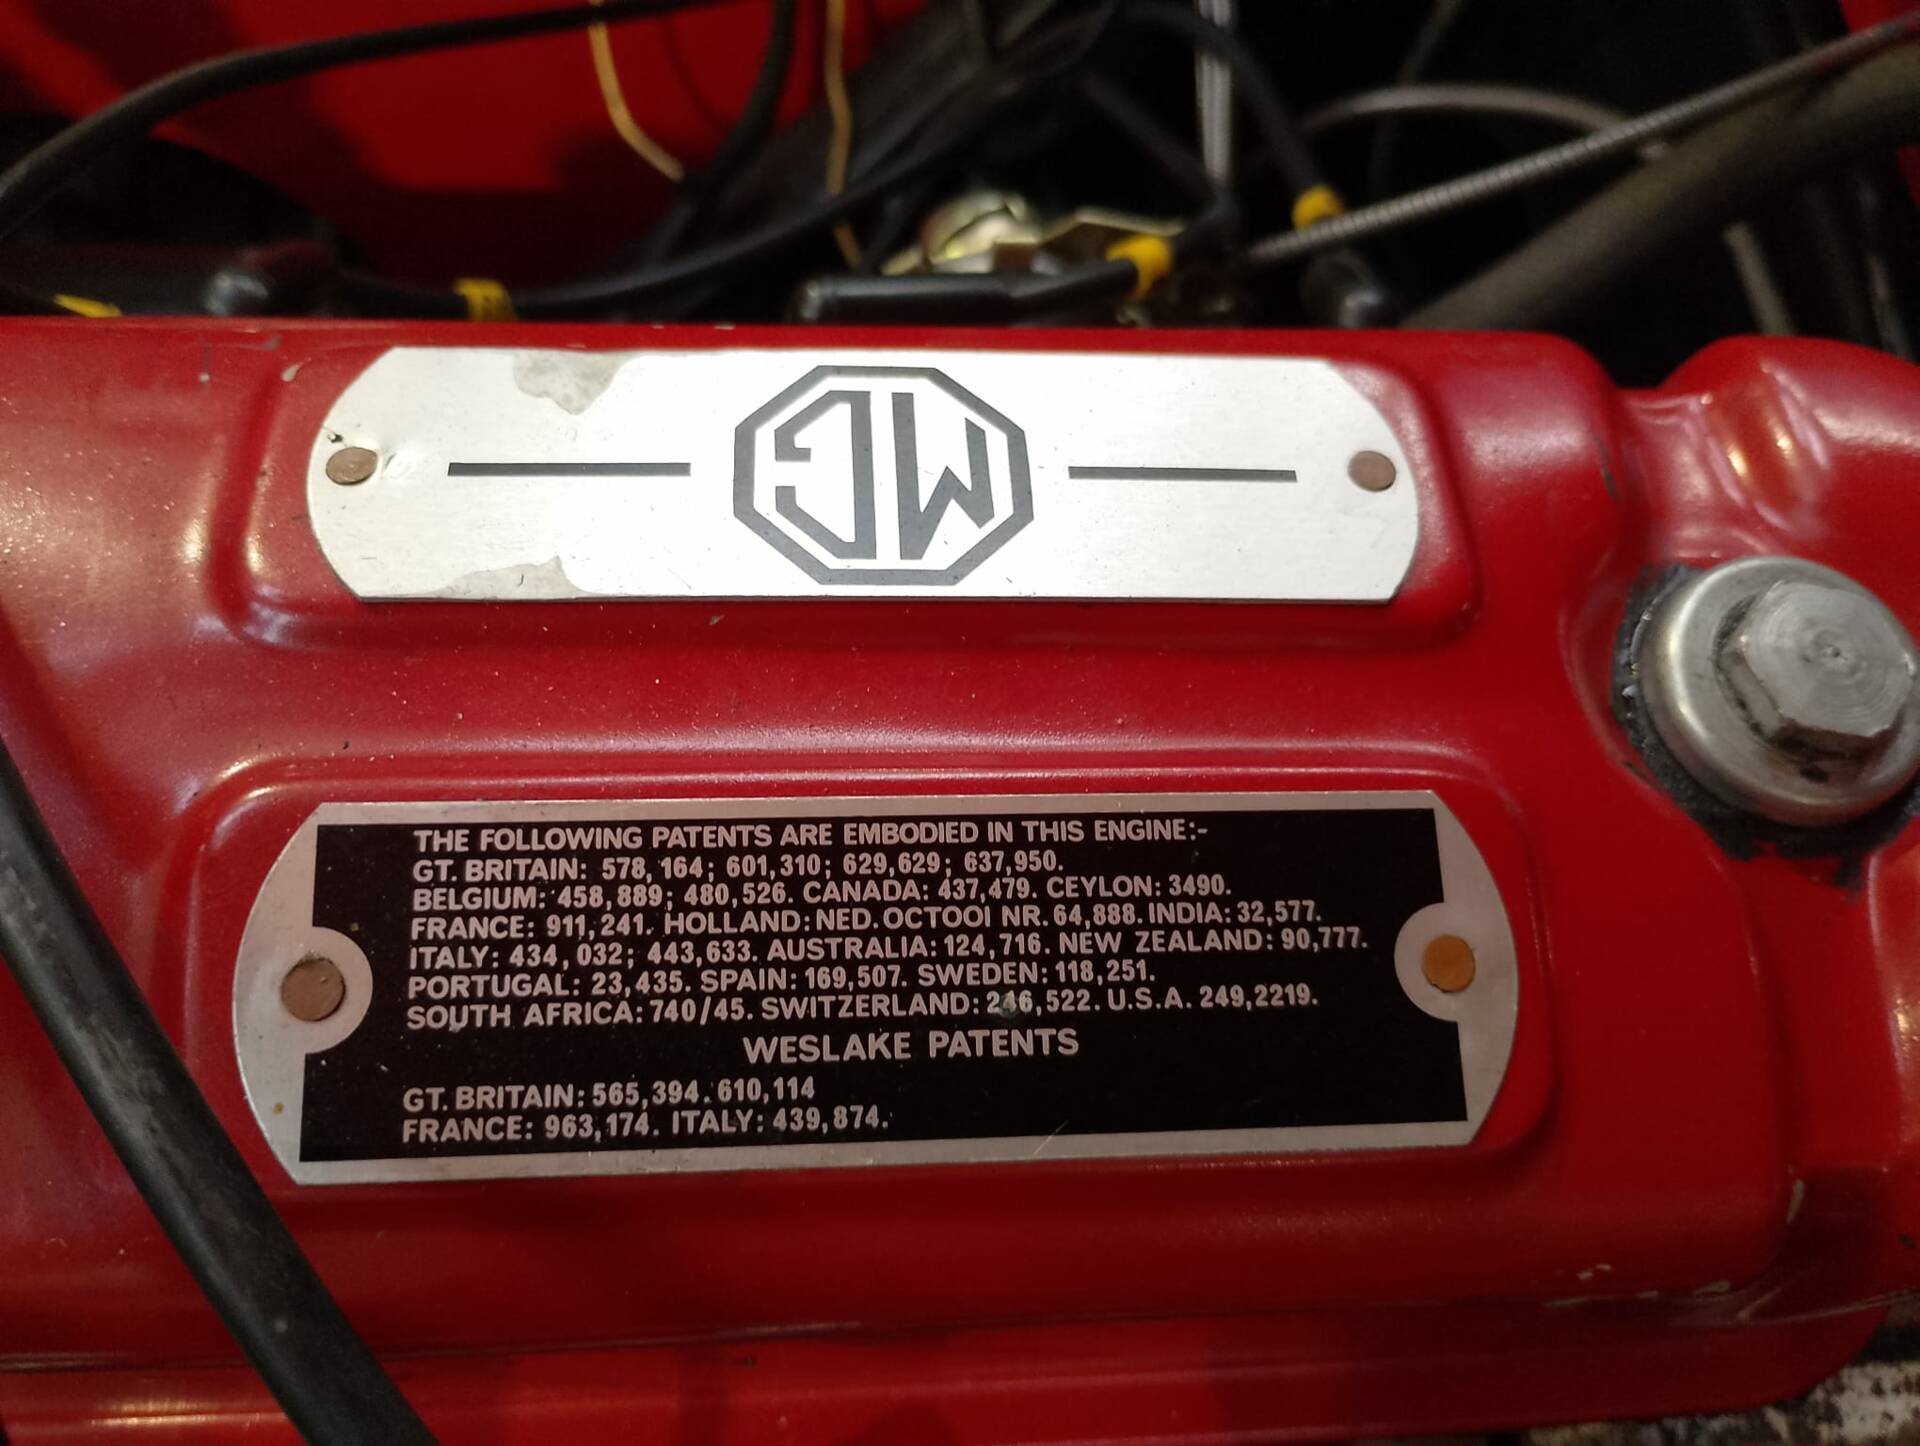 MG
THE FOLLOWING PATENTS ARE EMBODIED IN THIS ENGINE:-
GT. BRITAIN: 578,164; 601,310; 629,629; 637,950.
BELGIUM: 458,889; 480,526. CANADA: 437,479. CEYLON: 3490.
FRANCE: 911,241. HOLLAND: NED. OCTOOI NR. 64,888. INDIA: 32,577.
ITALY: 434,032; 443,633. AUSTRALIA: 124,716. NEW ZEALAND: 90,777.
PORTUGAL: 23,435. SPAIN: 169,507. SWEDEN: 118,251.
SOUTH AFRICA: 740/45. SWITZERLAND: 246,522. U.S.A. 249,2219.
WESLAKE PATENTS
GT. BRITAIN: 565,394. 610,114
FRANCE: 963,174. ITALY: 439,874.